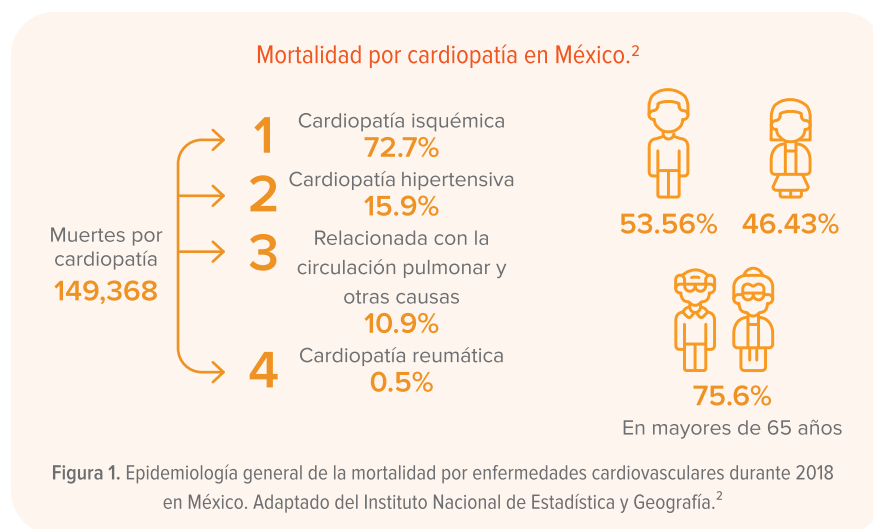 Mortalidad por cardiopatía en México.²
Muertes por
cardiopatía
149,368
1
Cardiopatía isquémica
72.7%
2
Cardiopatía hipertensiva
15.9%
3
Relacionada con la
circulación pulmonar y
otras causas
10.9%
4
Cardiopatía reumática
0.5%
53.56%
46.43%
75.6%
En mayores de 65 años
Figura 1. Epidemiología general de la mortalidad por enfermedades cardiovasculares durante 2018
en México. Adaptado del Instituto Nacional de Estadística y Geografía.²